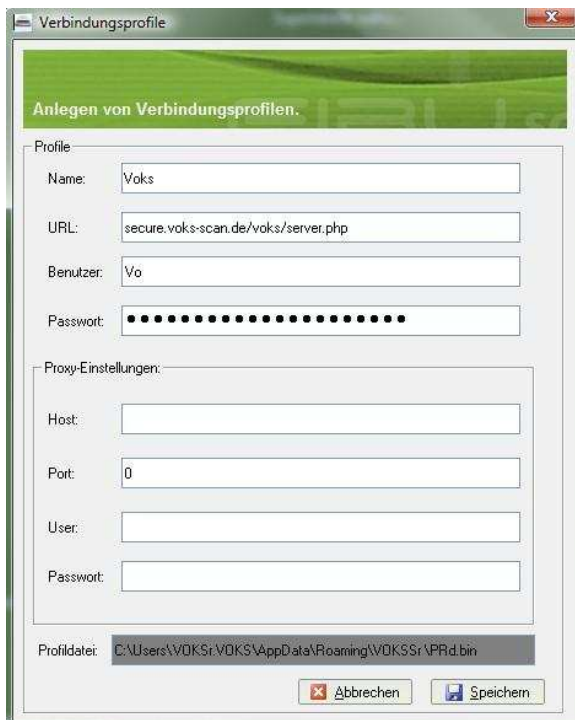 Verbindungsprofile
Anlegen von Verbindungsprofilen.
Profile
Name: Voks
URL: secure.voks-scan.de/voks/server.php
Benutzer: Vo
Passwort: ●●●●●●●●●●●●●●●●●●●●●
Proxy-Einstellungen:
Host:
Port: 0
User:
Passwort:
Profildatei: C:\Users\VOKSr.VOKS\AppData\Roaming\VOKSSr\PRd.bin
Abbrechen Speichern